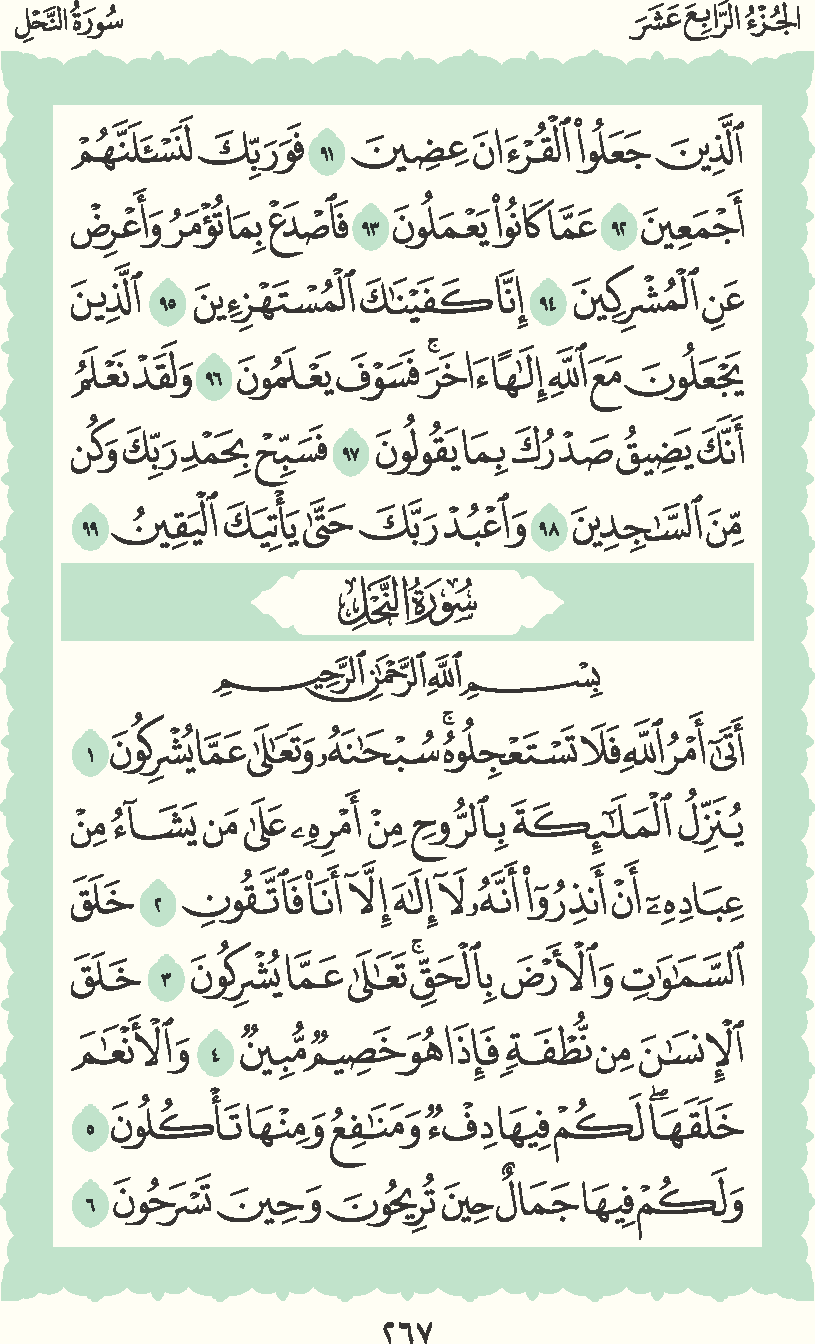 الجُزْءُ الرَّابِعَ عَشَرَ سُورَةُ النَّحْلِ
ٱلَّذِينَ جَعَلُوا۟ ٱلْقُرْءَانَ عِضِينَ ٩١ فَوَرَبِّكَ لَنَسْـَٔلَنَّهُمْ
أَجْمَعِينَ ٩٢ عَمَّا كَانُوا۟ يَعْمَلُونَ ٩٣ فَٱصْدَعْ بِمَا تُؤْمَرُ وَأَعْرِضْ
عَنِ ٱلْمُشْرِكِينَ ٩٤ إِنَّا كَفَيْنَـٰكَ ٱلْمُسْتَهْزِءِينَ ٩٥ ٱلَّذِينَ
يَجْعَلُونَ مَعَ ٱللَّهِ إِلَـٰهًا ءَاخَرَ ۚ فَسَوْفَ يَعْلَمُونَ ٩٦ وَلَقَدْ نَعْلَمُ
أَنَّكَ يَضِيقُ صَدْرُكَ بِمَا يَقُولُونَ ٩٧ فَسَبِّحْ بِحَمْدِ رَبِّكَ وَكُن
مِّنَ ٱلسَّـٰجِدِينَ ٩٨ وَٱعْبُدْ رَبَّكَ حَتَّىٰ يَأْتِيَكَ ٱلْيَقِينُ ٩٩
سُورَةُ النَّحْلِ
بِسْمِ ٱللَّهِ ٱلرَّحْمَـٰنِ ٱلرَّحِيمِ
أَتَىٰٓ أَمْرُ ٱللَّهِ فَلَا تَسْتَعْجِلُوهُ ۚ سُبْحَـٰنَهُۥ وَتَعَـٰلَىٰ عَمَّا يُشْرِكُونَ ١
يُنَزِّلُ ٱلْمَلَـٰٓئِكَةَ بِٱلرُّوحِ مِنْ أَمْرِهِۦ عَلَىٰ مَن يَشَآءُ مِنْ
عِبَادِهِۦٓ أَنْ أَنذِرُوٓا۟ أَنَّهُۥ لَآ إِلَـٰهَ إِلَّآ أَنَا۠ فَٱتَّقُونِ ٢ خَلَقَ
ٱلسَّمَـٰوَٰتِ وَٱلْأَرْضَ بِٱلْحَقِّ ۚ تَعَـٰلَىٰ عَمَّا يُشْرِكُونَ ٣ خَلَقَ
ٱلْإِنسَـٰنَ مِن نُّطْفَةٍ فَإِذَا هُوَ خَصِيمٌ مُّبِينٌ ٤ وَٱلْأَنْعَـٰمَ
خَلَقَهَا ۖ لَكُمْ فِيهَا دِفْءٌ وَمَنَـٰفِعُ وَمِنْهَا تَأْكُلُونَ ٥
وَلَكُمْ فِيهَا جَمَالٌ حِينَ تُرِيحُونَ وَحِينَ تَسْرَحُونَ ٦
٢٦٧